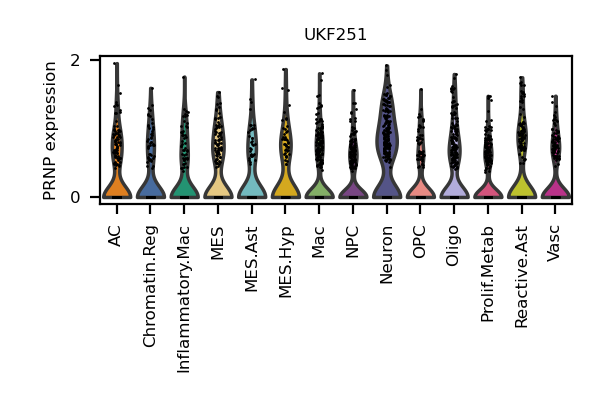 UKF251
PRNP expression
2
0
AC
Chromatin.Reg
Inflammatory.Mac
MES
MES.Ast
MES.Hyp
Mac
NPC
Neuron
OPC
Oligo
Prolif.Metab
Reactive.Ast
Vasc